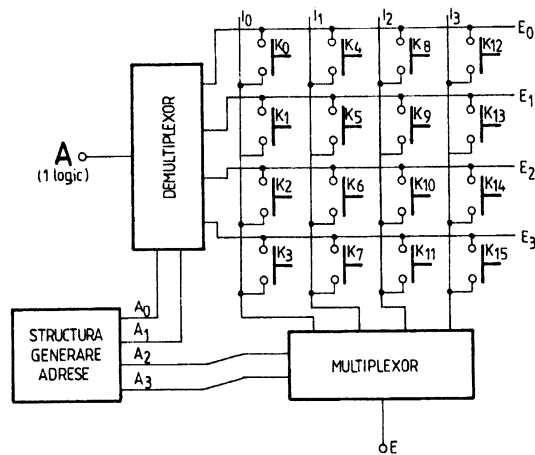 I0 I1 I2 I3
K0 K4 K8 K12 E0
K1 K5 K9 K13 E1
A
(1 logic)
DEMULTIPLEXOR
K2 K6 K10 K14 E2
K3 K7 K11 K15 E3
STRUCTURA
GENERARE
ADRESE
A0
A1
A2
A3
MULTIPLEXOR
E